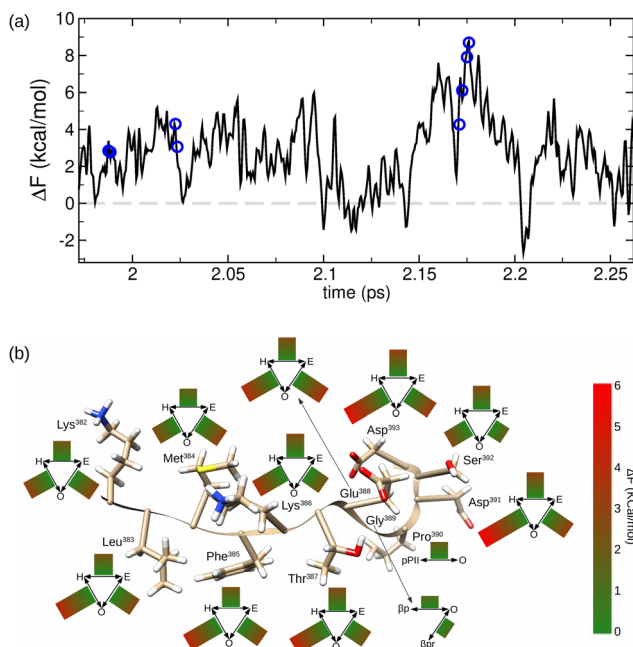 (a)
10
8
6
4
2
0
-2
ΔF (kcal/mol)
2
2.05
2.1
2.15
2.2
2.25
time (ps)
(b)
H E
O
H E
O
H E
O
H E
O
H E
O
H E
O
H E
O
Lys382
Met384
Asp393
Ser392
Lys386
Glu388
Asp391
Gly389
Leu383
Phe385
Thr387
Pro390
pPII O
H E
O
H E
O
H E
O
H E
O
βp O
βpr
6
5
4
3
2
1
0
ΔF (Kcal/mol)